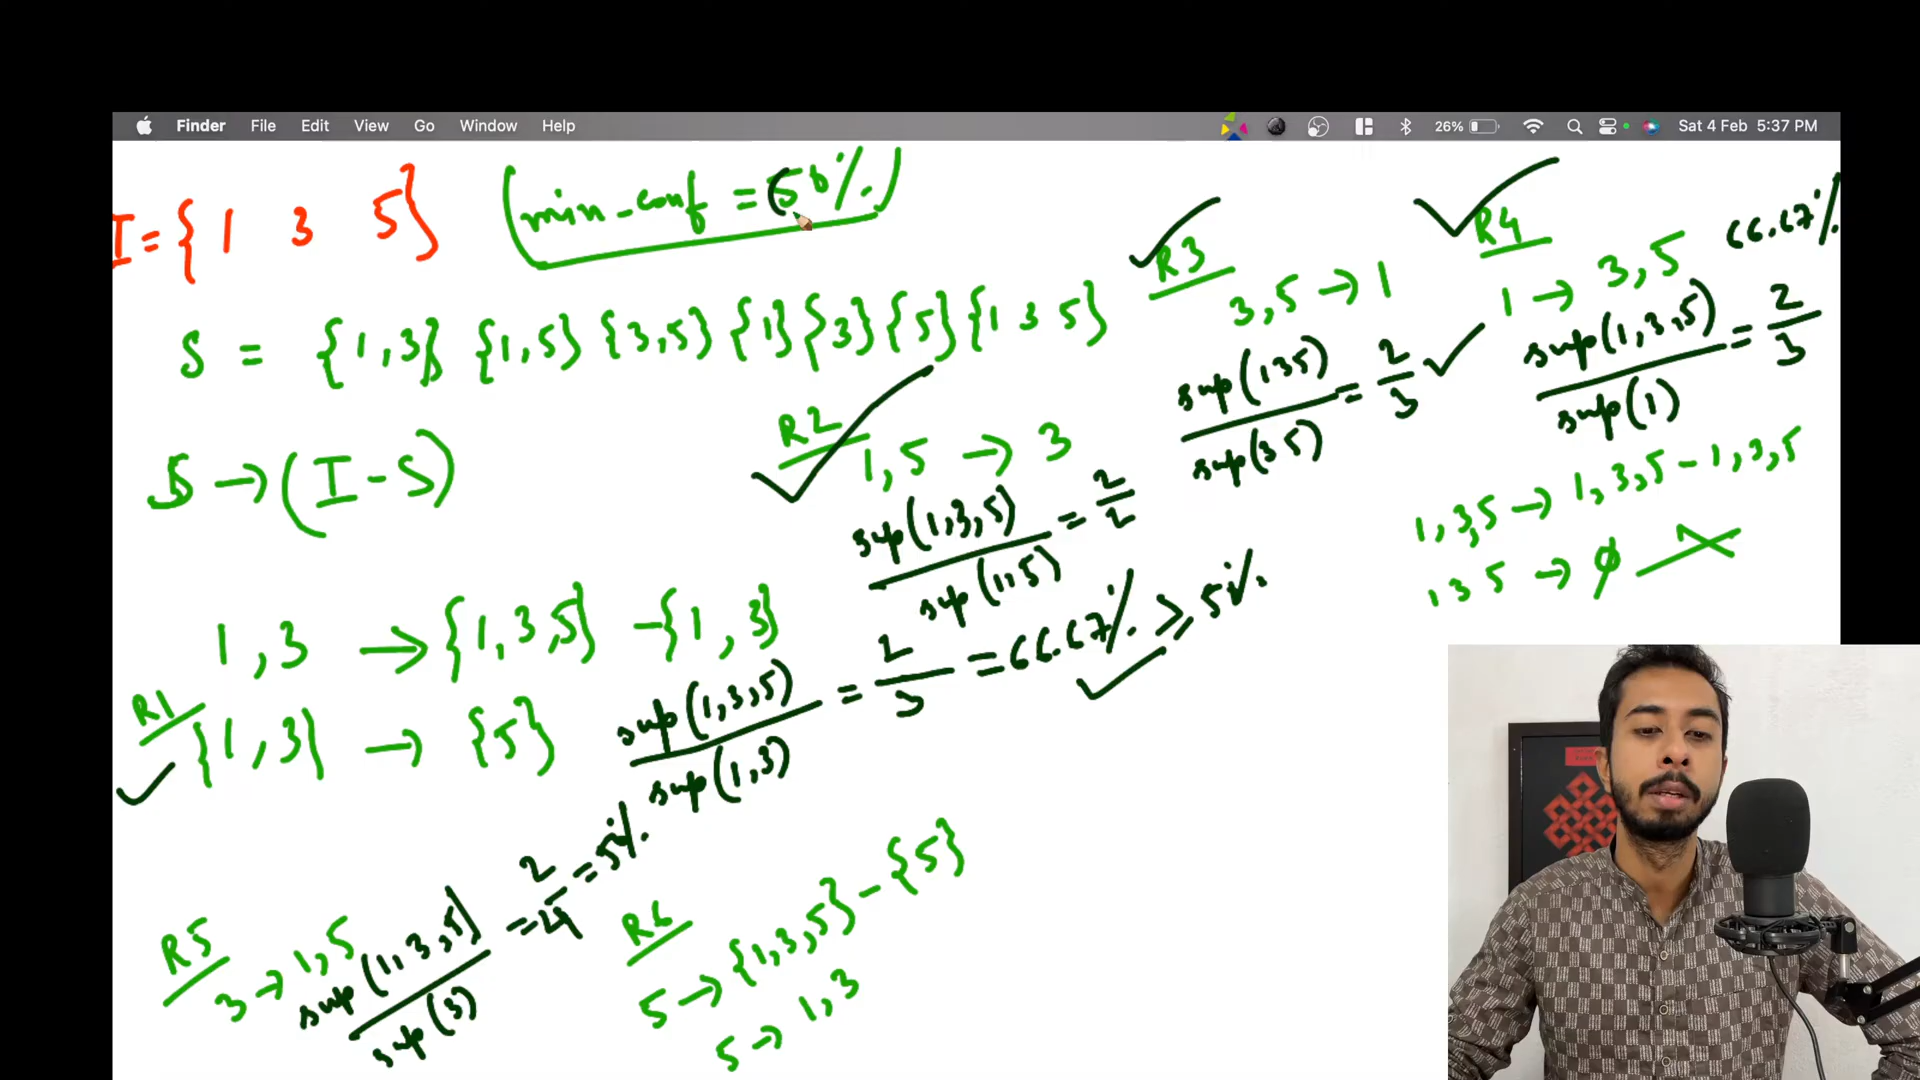 Finder File Edit View Go Window Help 26% Sat 4 Feb 5:37 PM
I = { 1 3 5 }
(min-conf = (50%)
S = {1,3} {1,5} {3,5} {1} {3} {5} {1 3 5}
S → (I - S)
1,3 → {1,3,5} - {1,3}
R1
{1,3} → {5}
sup(1,3,5) / sup(1,3) = 2/3 = 66.67% ≥ 5%
R2
1,5 → 3
sup(1,3,5) / sup(1,5) = 2/2
R3
3,5 → 1
sup(135) / sup(35) = 2/3
R4
66.67%
1 → 3,5
sup(1,3,5) / sup(1) = 2/3
1,3,5 → 1,3,5 - 1,3,5
1 3 5 → ∅
R5
3 → 1,5
sup(1,3,5) / sup(3) = 2/4 = 5%
R6
5 → {1,3,5} - {5}
5 → 1,3